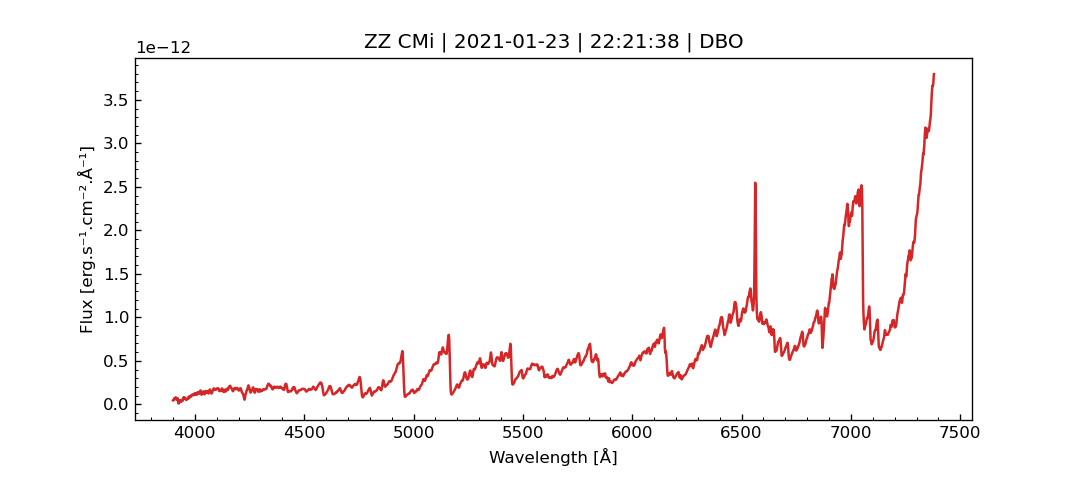 ZZ CMi | 2021-01-23 | 22:21:38 | DBO
1e−12
3.5
3.0
2.5
2.0
1.5
1.0
0.5
0.0
Flux [erg.s⁻¹.cm⁻².Å⁻¹]
4000 4500 5000 5500 6000 6500 7000 7500
Wavelength [Å]